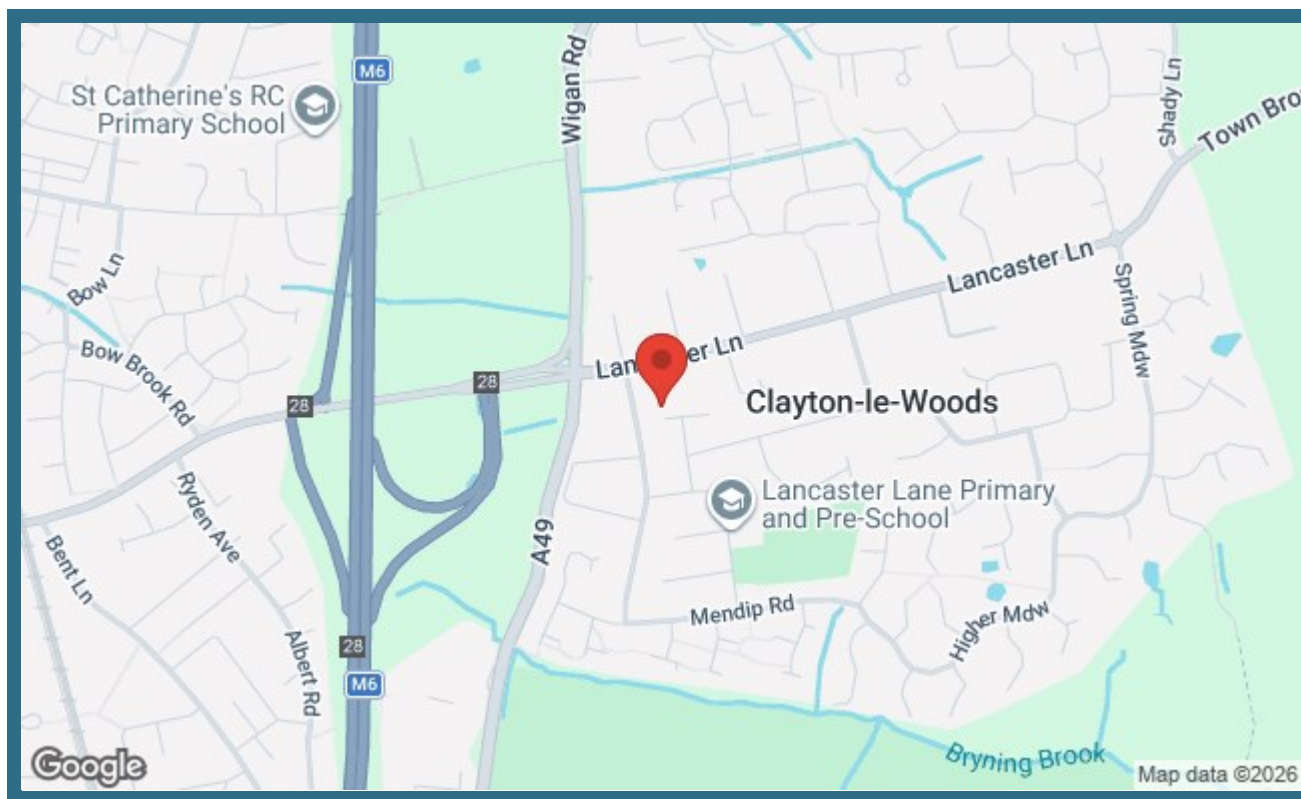 M6
St Catherine's RC
Primary School
Wigan Rd
Shady Ln
Town Bro
Bow Ln
Lancaster Ln
Spring Mdw
Bow Brook Rd
Lan er Ln
28
28
Clayton-le-Woods
Ryden Ave
Lancaster Lane Primary
and Pre-School
A49
Bent Ln
Mendip Rd
Higher Mdw
Albert Rd
28
M6
Bryning Brook
Google
Map data ©2026